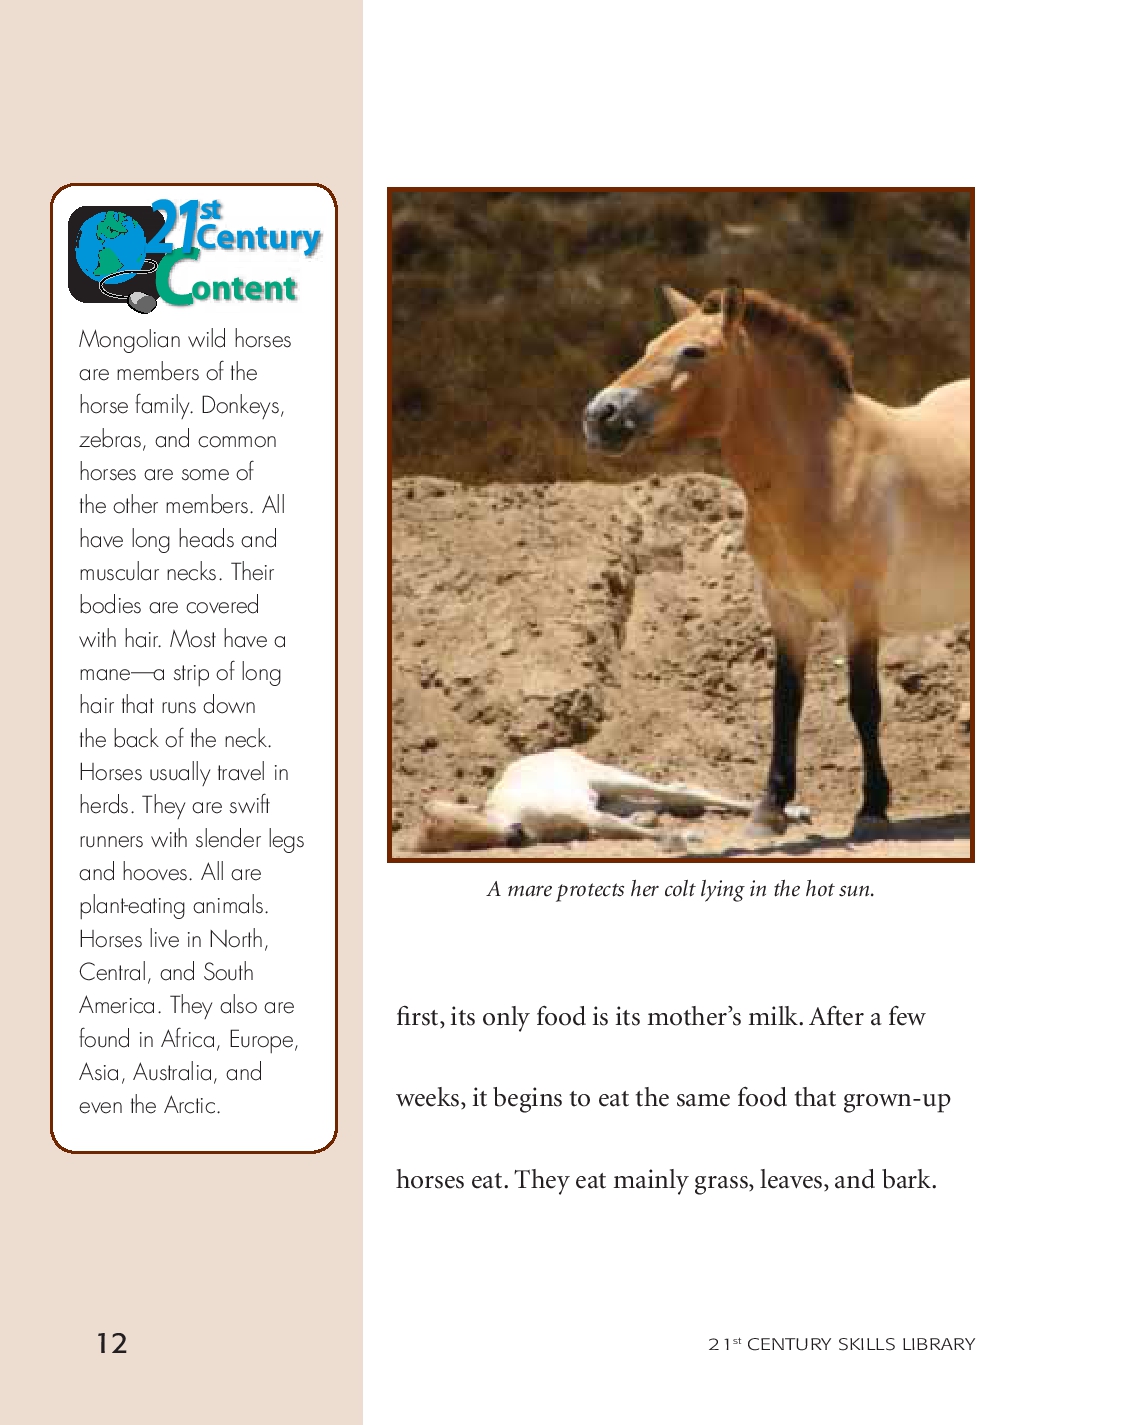 21st
Century
Content
Mongolian wild horses
are members of the
horse family. Donkeys,
zebras, and common
horses are some of
the other members. All
have long heads and
muscular necks. Their
bodies are covered
with hair. Most have a
mane—a strip of long
hair that runs down
the back of the neck.
Horses usually travel in
herds. They are swift
runners with slender legs
and hooves. All are
plant-eating animals.
Horses live in North,
Central, and South
America. They also are
found in Africa, Europe,
Asia, Australia, and
even the Arctic.
A mare protects her colt lying in the hot sun.
first, its only food is its mother’s milk. After a few
weeks, it begins to eat the same food that grown-up
horses eat. They eat mainly grass, leaves, and bark.
12
21st CENTURY SKILLS LIBRARY